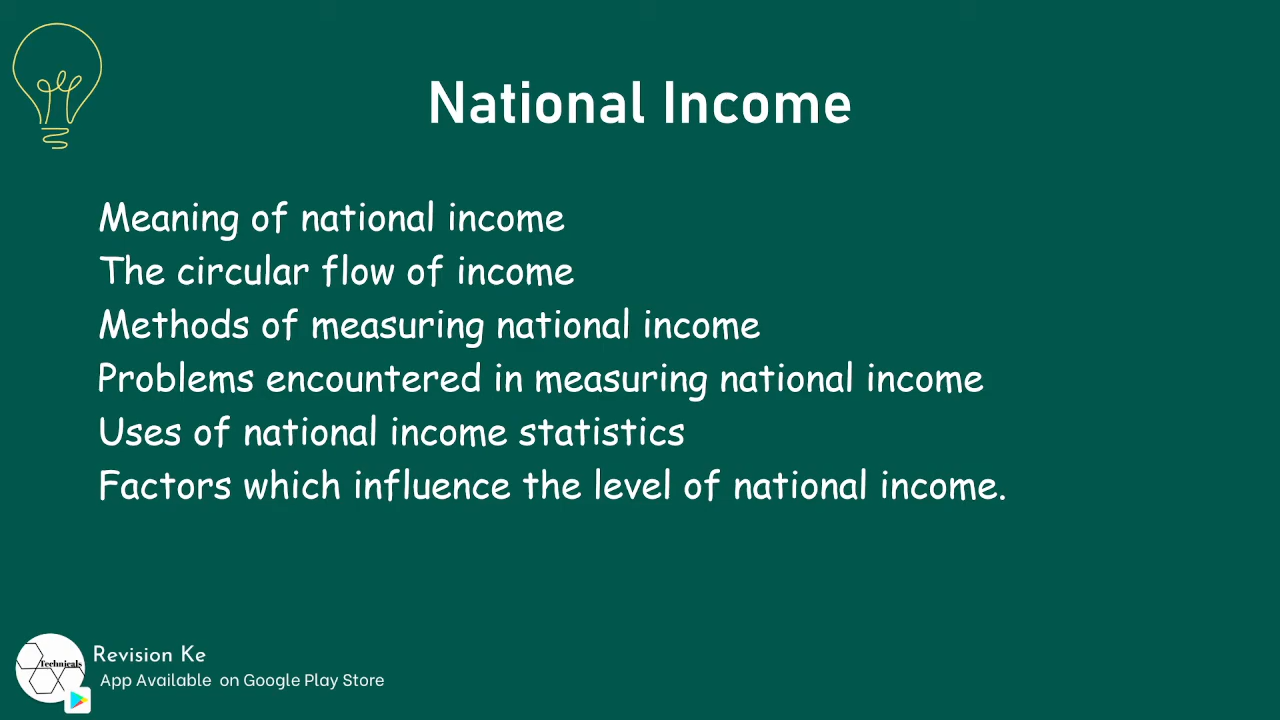 National Income
Meaning of national income
The circular flow of income
Methods of measuring national income
Problems encountered in measuring national income
Uses of national income statistics
Factors which influence the level of national income.
Technicals
Revision Ke
App Available on Google Play Store